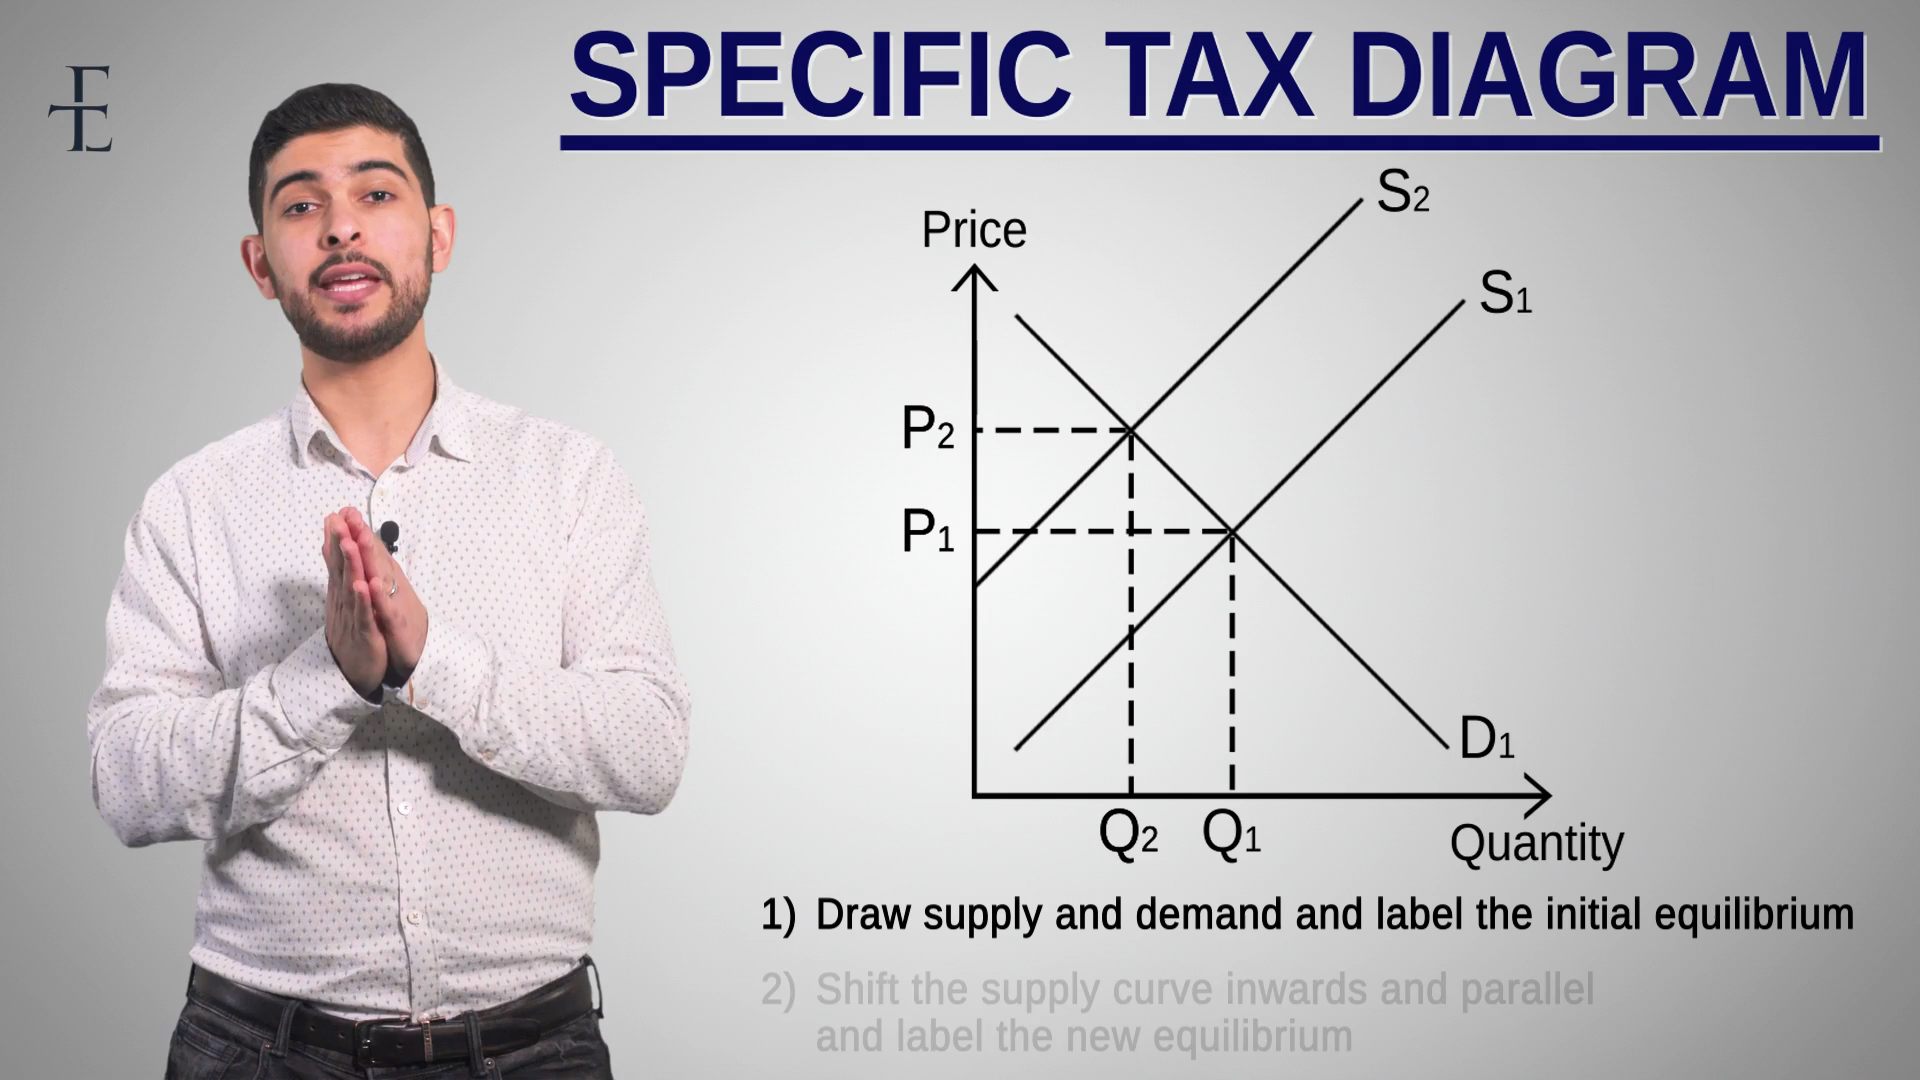 SPECIFIC TAX DIAGRAM
S2
Price
S1
P2
P1
D1
Q2 Q1
Quantity
1) Draw supply and demand and label the initial equilibrium
2) Shift the supply curve inwards and parallel
and label the new equilibrium